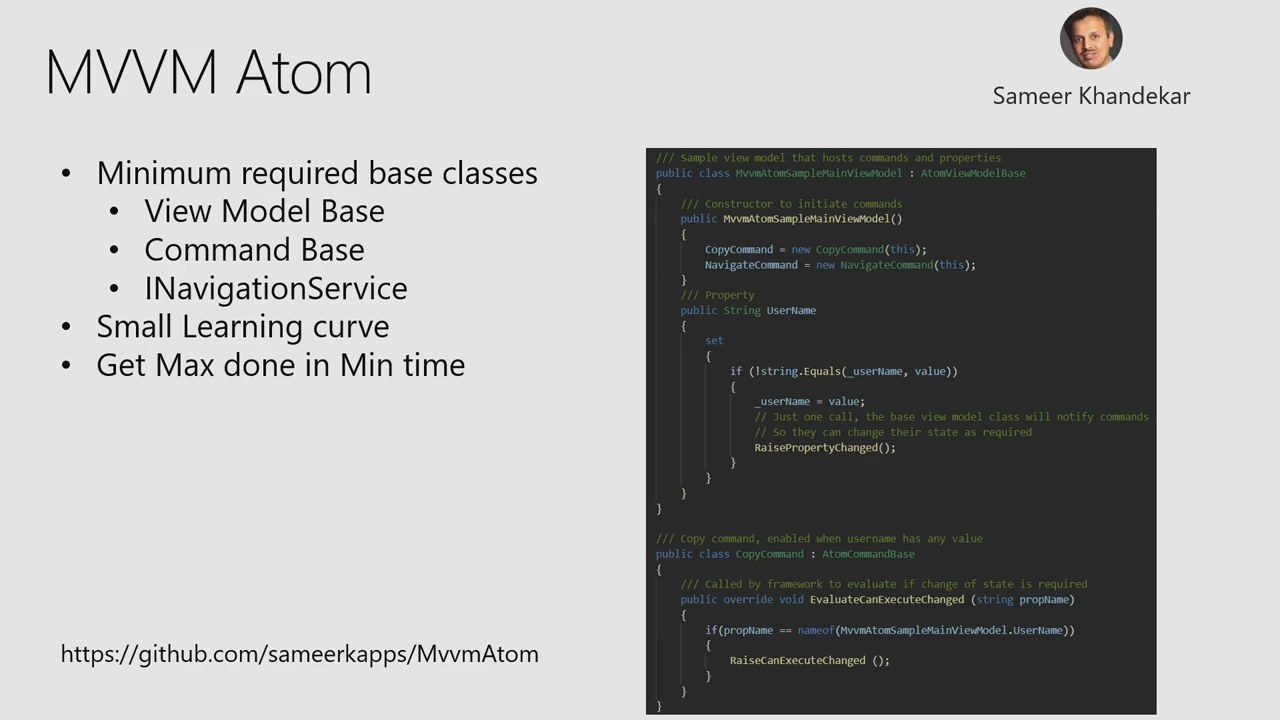 MVVM Atom
Sameer Khandekar
• Minimum required base classes
• View Model Base
• Command Base
• INavigationService
• Small Learning curve
• Get Max done in Min time
https://github.com/sameerkapps/MvvmAtom
/// Sample view model that hosts commands and properties
public class MvvmAtomSampleMainViewModel : AtomViewModelBase
{
/// Constructor to initiate commands
public MvvmAtomSampleMainViewModel()
{
CopyCommand = new CopyCommand(this);
NavigateCommand = new NavigateCommand(this);
}
/// Property
public String UserName
{
set
{
if (!string.Equals(_userName, value))
{
_userName = value;
// Just one call, the base view model class will notify commands
// So they can change their state as required
RaisePropertyChanged();
}
}
}
}
/// Copy command, enabled when username has any value
public class CopyCommand : AtomCommandBase
{
/// Called by framework to evaluate if change of state is required
public override void EvaluateCanExecuteChanged (string propName)
{
if(propName == nameof(MvvmAtomSampleMainViewModel.UserName))
{
RaiseCanExecuteChanged ();
}
}
}